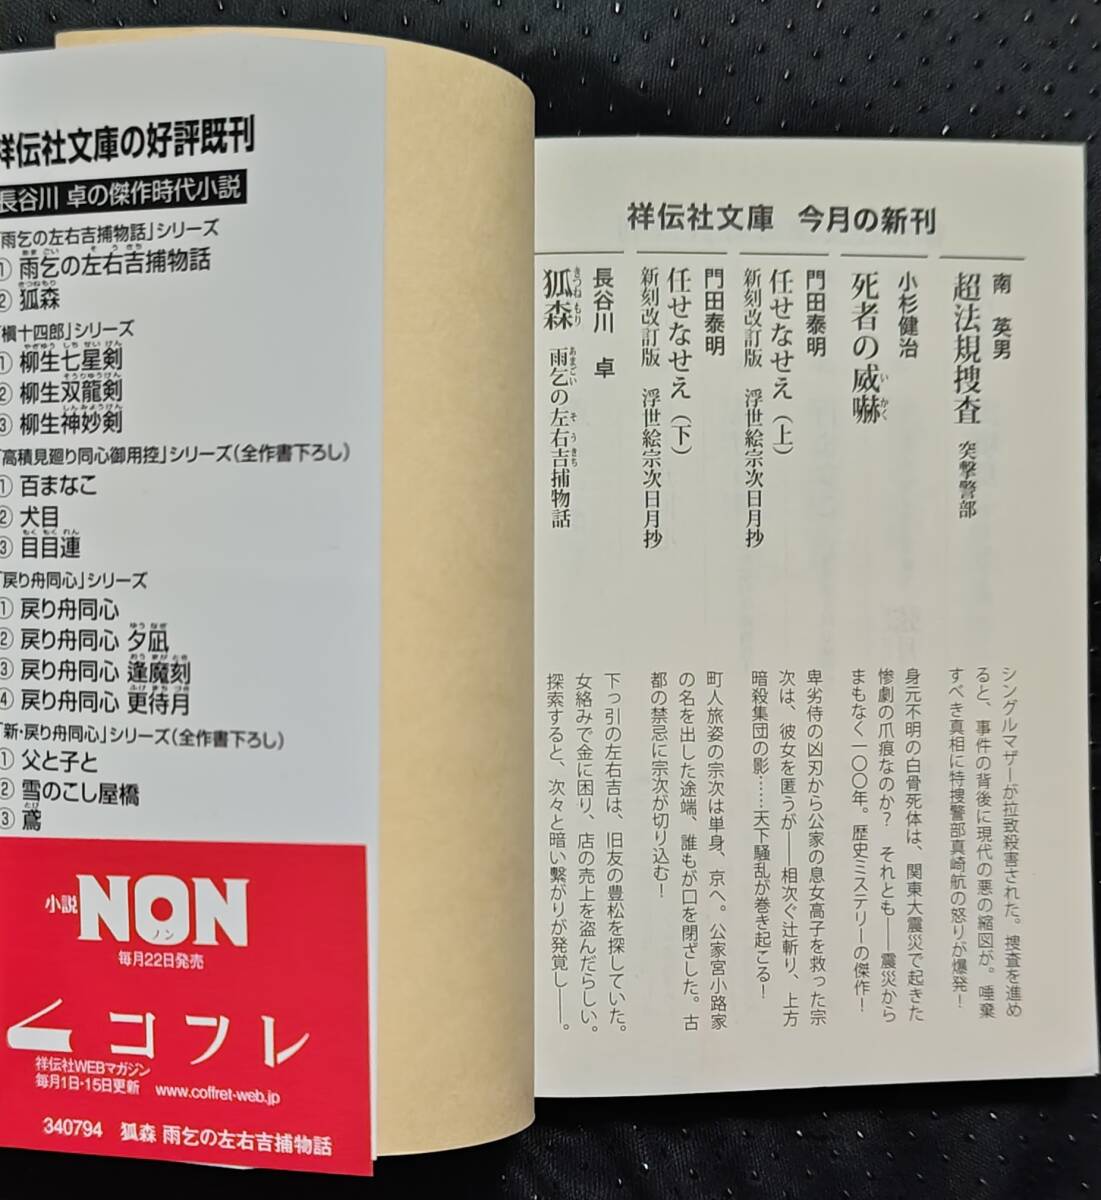 祥伝社文庫の好評既刊
長谷川 卓の傑作時代小説
「雨乞の左右吉捕物話」シリーズ
① 雨乞の左右吉捕物話
② 狐森
「槇十四郎」シリーズ
① 柳生七星剣
② 柳生双龍剣
③ 柳生神妙剣
「高積見廻り同心御用控」シリーズ(全作書下ろし)
① 百まなこ
② 犬目
③ 目目連
「戻り舟同心」シリーズ
① 戻り舟同心
② 戻り舟同心 夕凪
③ 戻り舟同心 逢魔刻
④ 戻り舟同心 更待月
「新・戻り舟同心」シリーズ(全作書下ろし)
① 父と子と
② 雪のこし屋橋
③ 鳶
小説 NON
ノン
毎月22日発売
コフレ
祥伝社WEBマガジン
毎月1日・15日更新 www.coffret-web.jp
340794 狐森 雨乞の左右吉捕物話
祥伝社文庫 今月の新刊
南 英男
超法規捜査 突撃警部
シングルマザーが拉致殺害された。捜査を進め
ると、事件の背後に現代の悪の縮図が。唾棄
すべき真相に特捜警部真崎航の怒りが爆発!
小杉健治
死者の威嚇
身元不明の白骨死体は、関東大震災で起きた
惨劇の爪痕なのか? それとも——震災から
まもなく一〇〇年。歴史ミステリーの傑作!
門田泰明
任せなせえ(上)
新刻改訂版 浮世絵宗次日月抄
卑劣侍の凶刃から公家の息女高子を救った宗
次は、彼女を匿うが——相次ぐ辻斬り、上方
暗殺集団の影……天下騒乱が巻き起こる!
門田泰明
任せなせえ(下)
新刻改訂版 浮世絵宗次日月抄
町人旅姿の宗次は単身、京へ。公家宮小路家
の名を出した途端、誰もが口を閉ざした。古
都の禁忌に宗次が切り込む!
長谷川 卓
狐森 雨乞の左右吉捕物話
下っ引の左右吉は、旧友の豊松を探していた。
女絡みで金に困り、店の売上を盗んだらしい。
探索すると、次々と暗い繋がりが発覚し——。